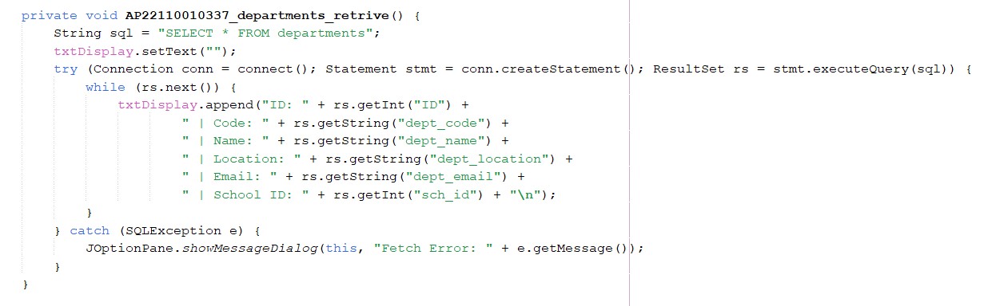 private void AP22110010337_departments_retrive() {
String sql = "SELECT * FROM departments";
txtDisplay.setText("");
try (Connection conn = connect(); Statement stmt = conn.createStatement(); ResultSet rs = stmt.executeQuery(sql)) {
while (rs.next()) {
txtDisplay.append("ID: " + rs.getInt("ID") +
" | Code: " + rs.getString("dept_code") +
" | Name: " + rs.getString("dept_name") +
" | Location: " + rs.getString("dept_location") +
" | Email: " + rs.getString("dept_email") +
" | School ID: " + rs.getInt("sch_id") + "\n");
}
} catch (SQLException e) {
JOptionPane.showMessageDialog(this, "Fetch Error: " + e.getMessage());
}
}